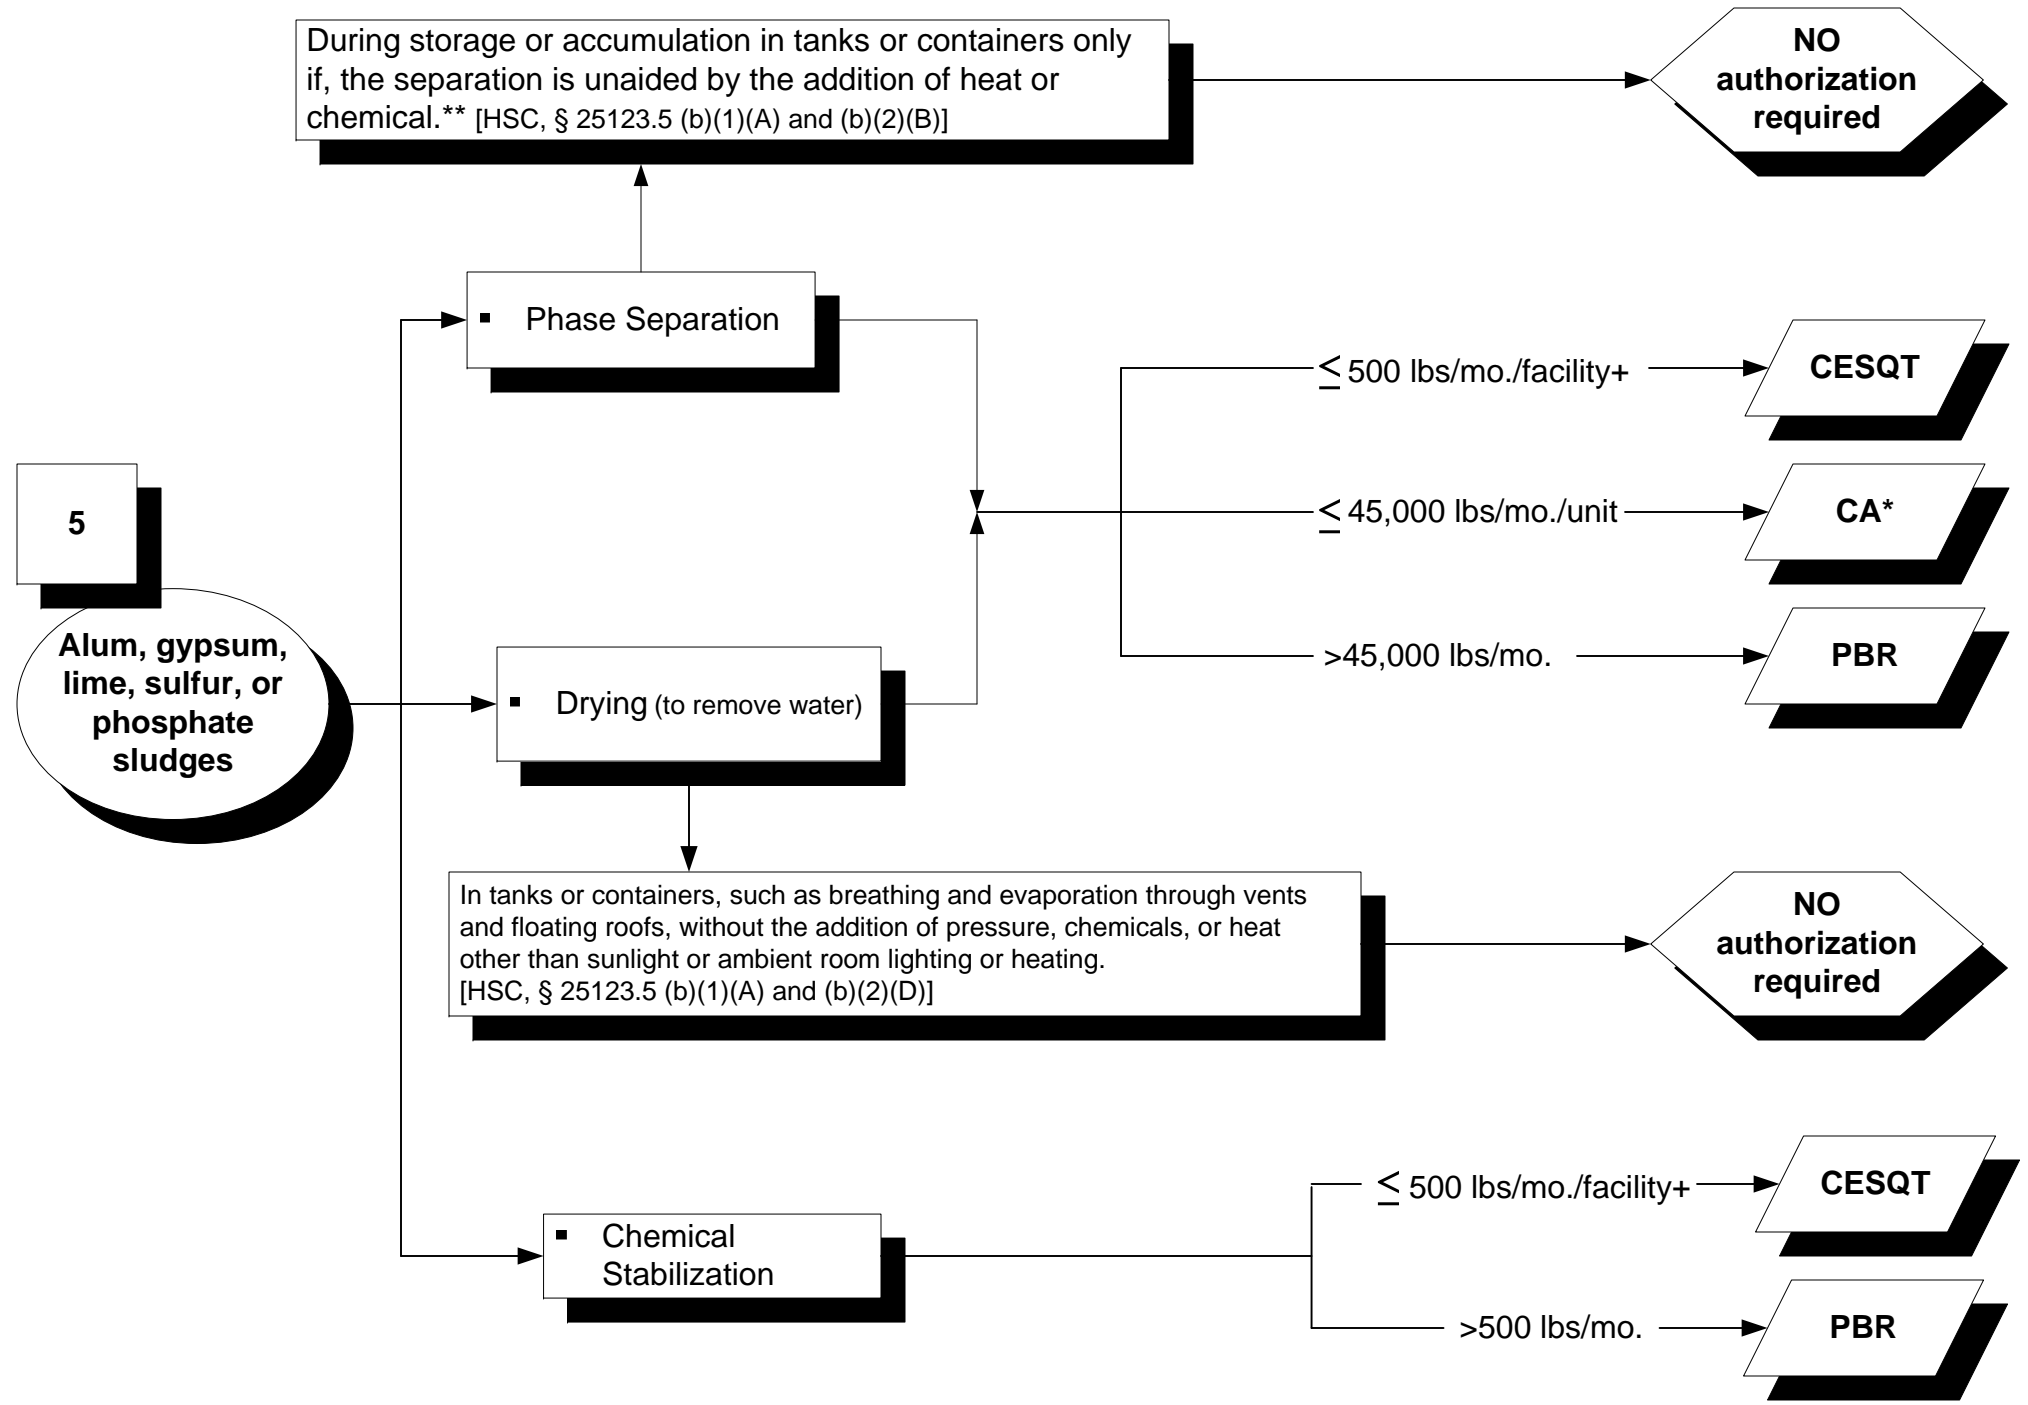 During storage or accumulation in tanks or containers only
if, the separation is unaided by the addition of heat or
chemical.** [HSC, § 25123.5 (b)(1)(A) and (b)(2)(B)]
NO
authorization
required
▪ Phase Separation
≤ 500 lbs/mo./facility+
CESQT
5
≤ 45,000 lbs/mo./unit
CA*
Alum, gypsum,
lime, sulfur, or
phosphate
sludges
▪ Drying (to remove water)
>45,000 lbs/mo.
PBR
In tanks or containers, such as breathing and evaporation through vents
and floating roofs, without the addition of pressure, chemicals, or heat
other than sunlight or ambient room lighting or heating.
[HSC, § 25123.5 (b)(1)(A) and (b)(2)(D)]
NO
authorization
required
▪ Chemical
Stabilization
≤ 500 lbs/mo./facility+
CESQT
>500 lbs/mo.
PBR